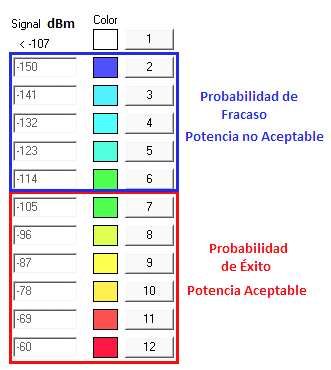 Signal dBm Color
< -107 1
-150 2
-141 3
-132 4
-123 5
-114 6
Probabilidad de
Fracaso
Potencia no Aceptable
-105 7
-96 8
-87 9
-78 10
-69 11
-60 12
Probabilidad
de Éxito
Potencia Aceptable